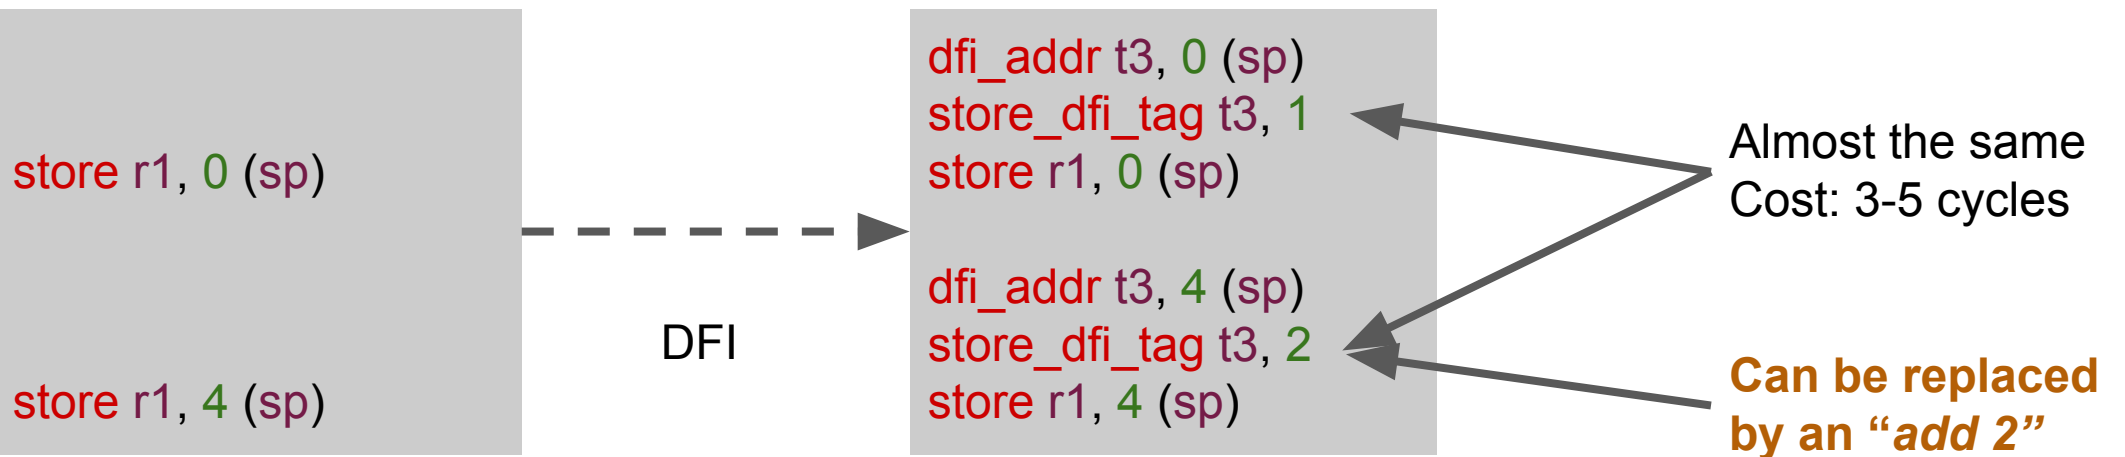 store r1, 0 (sp)
store r1, 4 (sp)
DFI
dfi_addr t3, 0 (sp)
store_dfi_tag t3, 1
store r1, 0 (sp)
dfi_addr t3, 4 (sp)
store_dfi_tag t3, 2
store r1, 4 (sp)
Almost the same
Cost: 3-5 cycles
Can be replaced
by an “add 2”